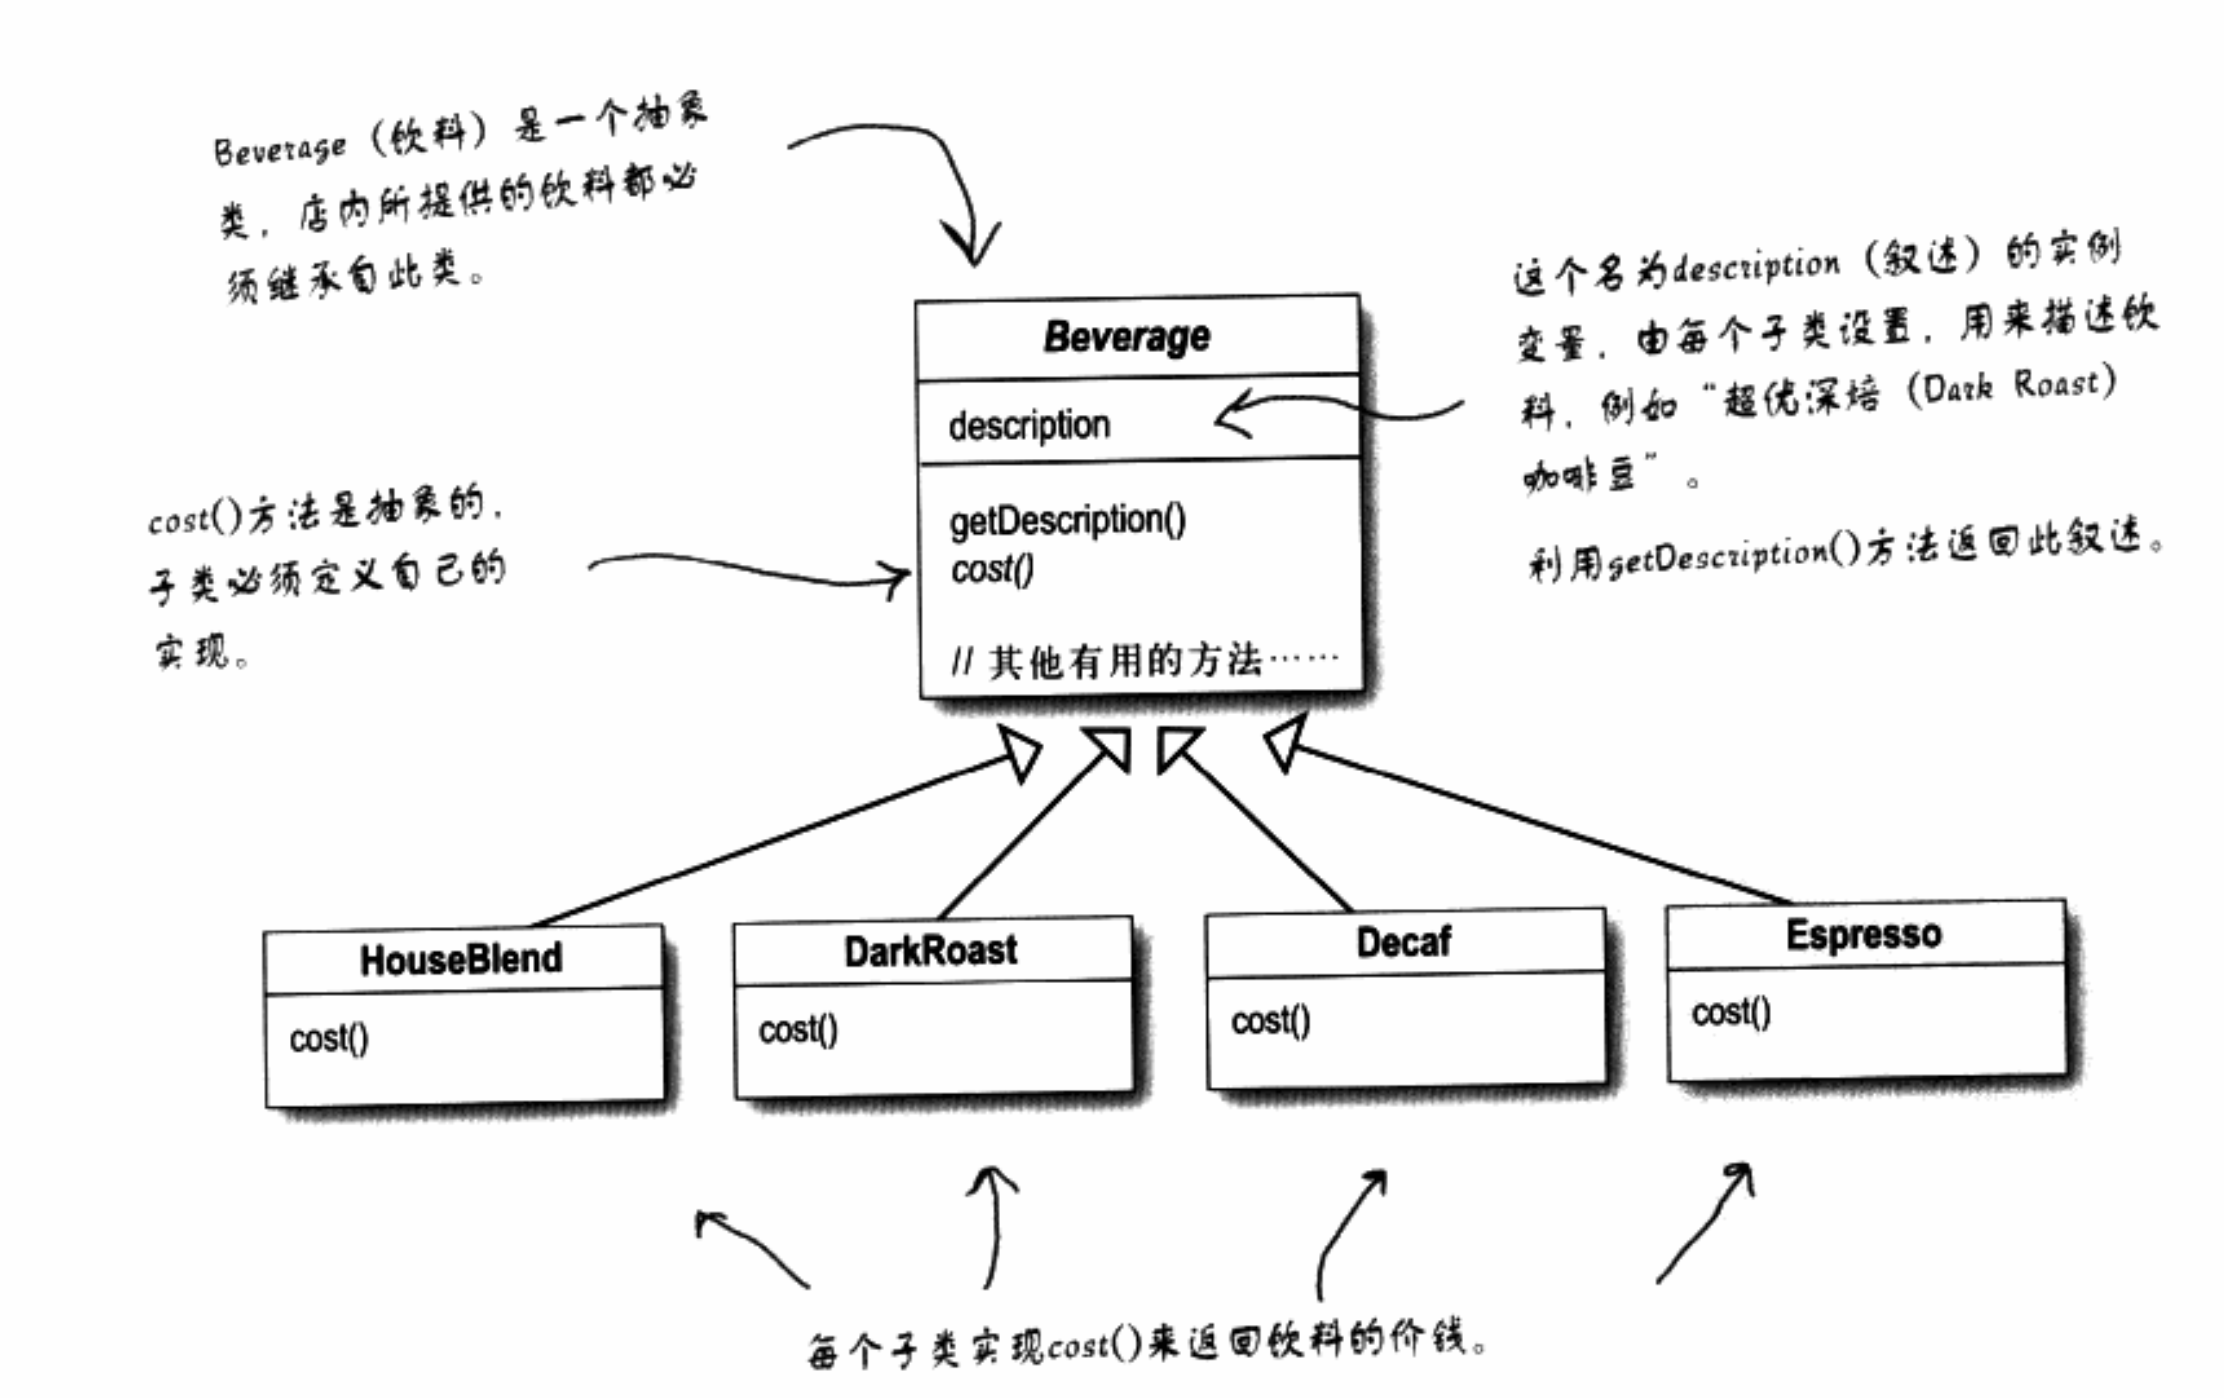 Beverage（饮料）是一个抽象
类，店内所提供的饮料都必
须继承自此类。
这个名为description（叙述）的实例
变量，由每个子类设置，用来描述饮
料，例如“超优深焙（Dark Roast）
咖啡豆”。
利用getDescription()方法返回此叙述。
cost()方法是抽象的，
子类必须定义自己的
实现。
Beverage
description
getDescription()
cost()
// 其他有用的方法……
HouseBlend
cost()
DarkRoast
cost()
Decaf
cost()
Espresso
cost()
每个子类实现cost()来返回饮料的价钱。